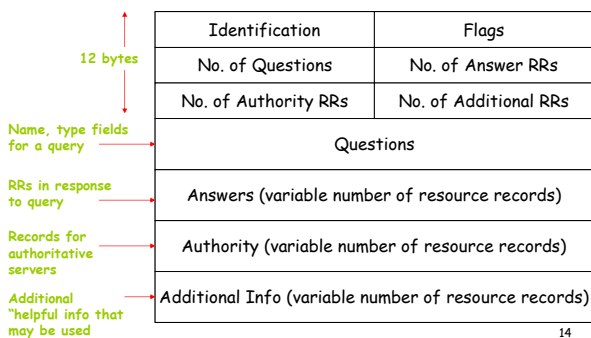 Identification Flags
12 bytes
No. of Questions No. of Answer RRs
No. of Authority RRs No. of Additional RRs
Name, type fields
for a query
Questions
RRs in response
to query
Answers (variable number of resource records)
Records for
authoritative
servers
Authority (variable number of resource records)
Additional
"helpful info that
may be used
Additional Info (variable number of resource records)
14